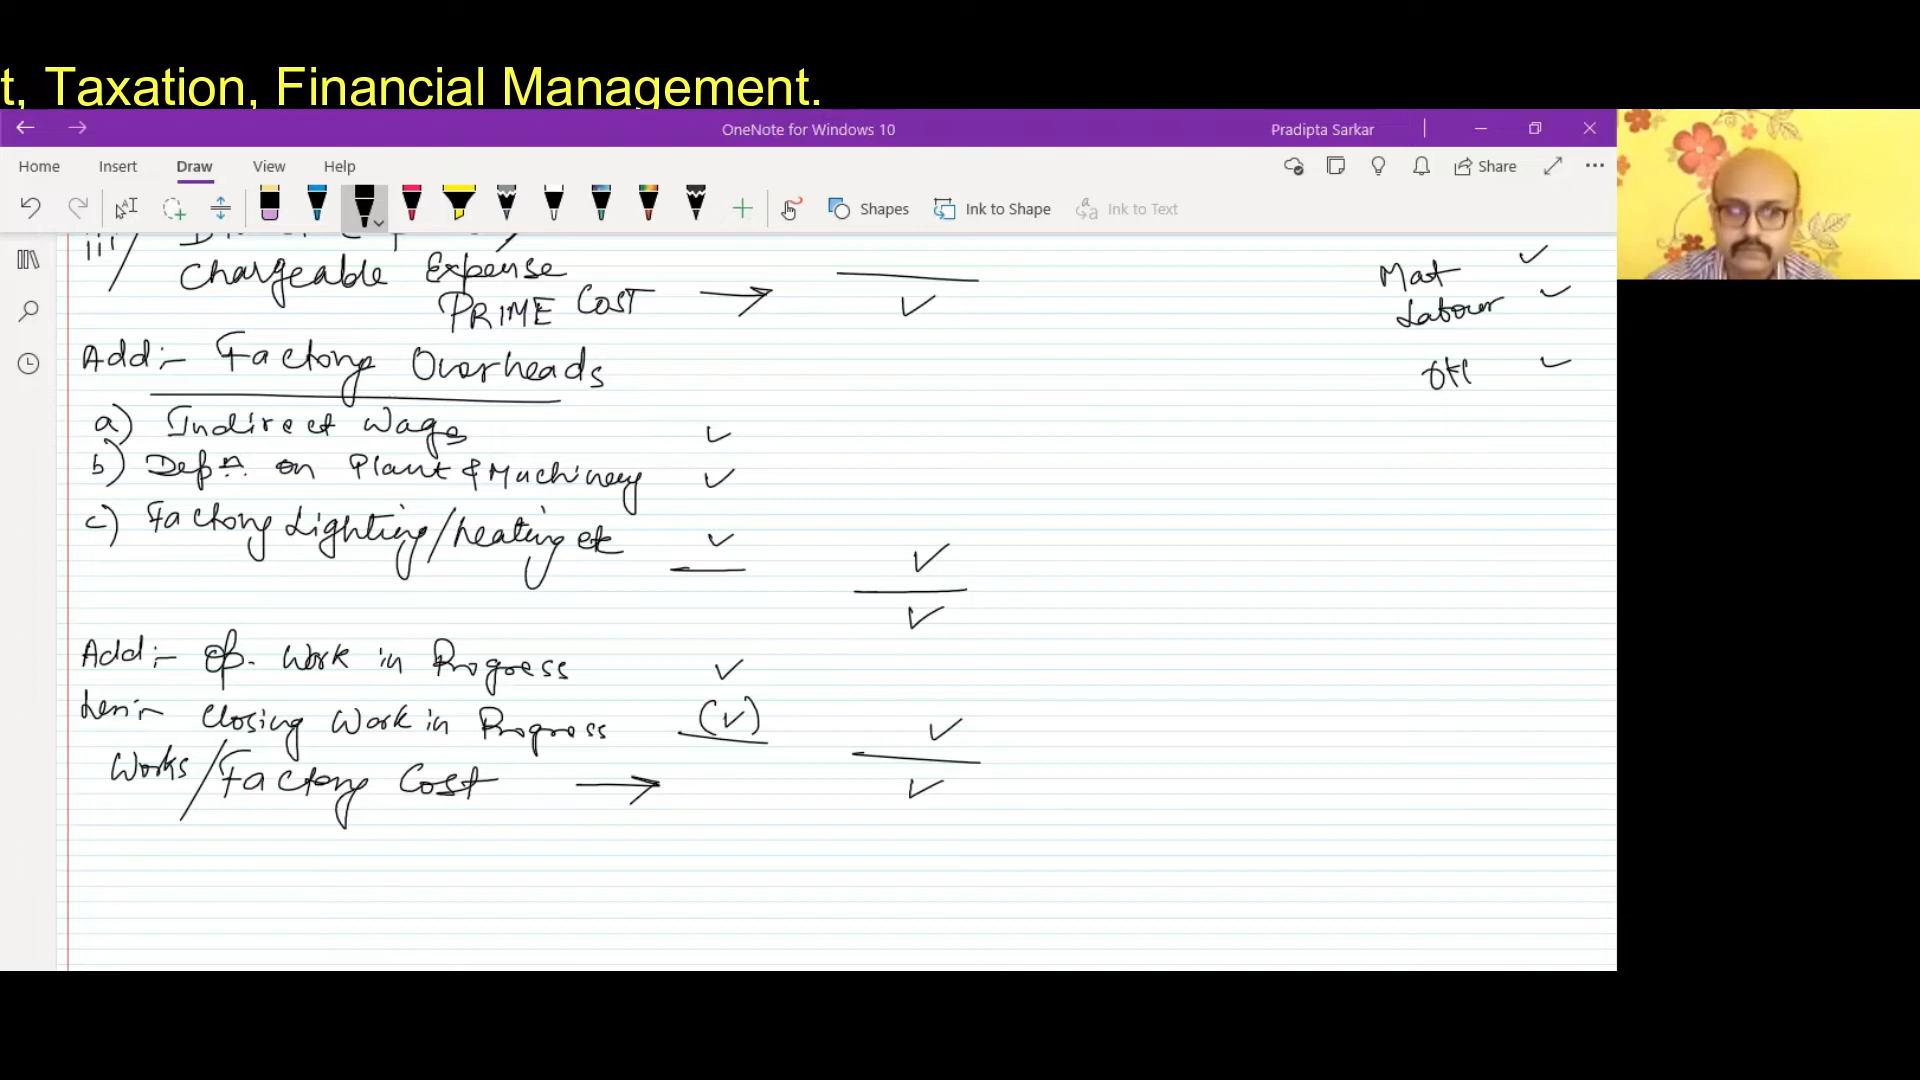 t, Taxation, Financial Management.
OneNote for Windows 10
Pradipta Sarkar
Home Insert Draw View Help
Share
Shapes
Ink to Shape
Ink to Text
iii/
Chargeable Expense
PRIME COST → ✓
Mat ✓
Labour ✓
✓
Add:- Factory Overheads
a) Indirect Wages ✓
b) Depn. on Plant & Machinery ✓
c) Factory Lighting/heating etc ✓ ✓
✓
Add:- Op. Work in Progress ✓
Less:- Closing Work in Progress (✓) ✓
Works/Factory Cost → ✓